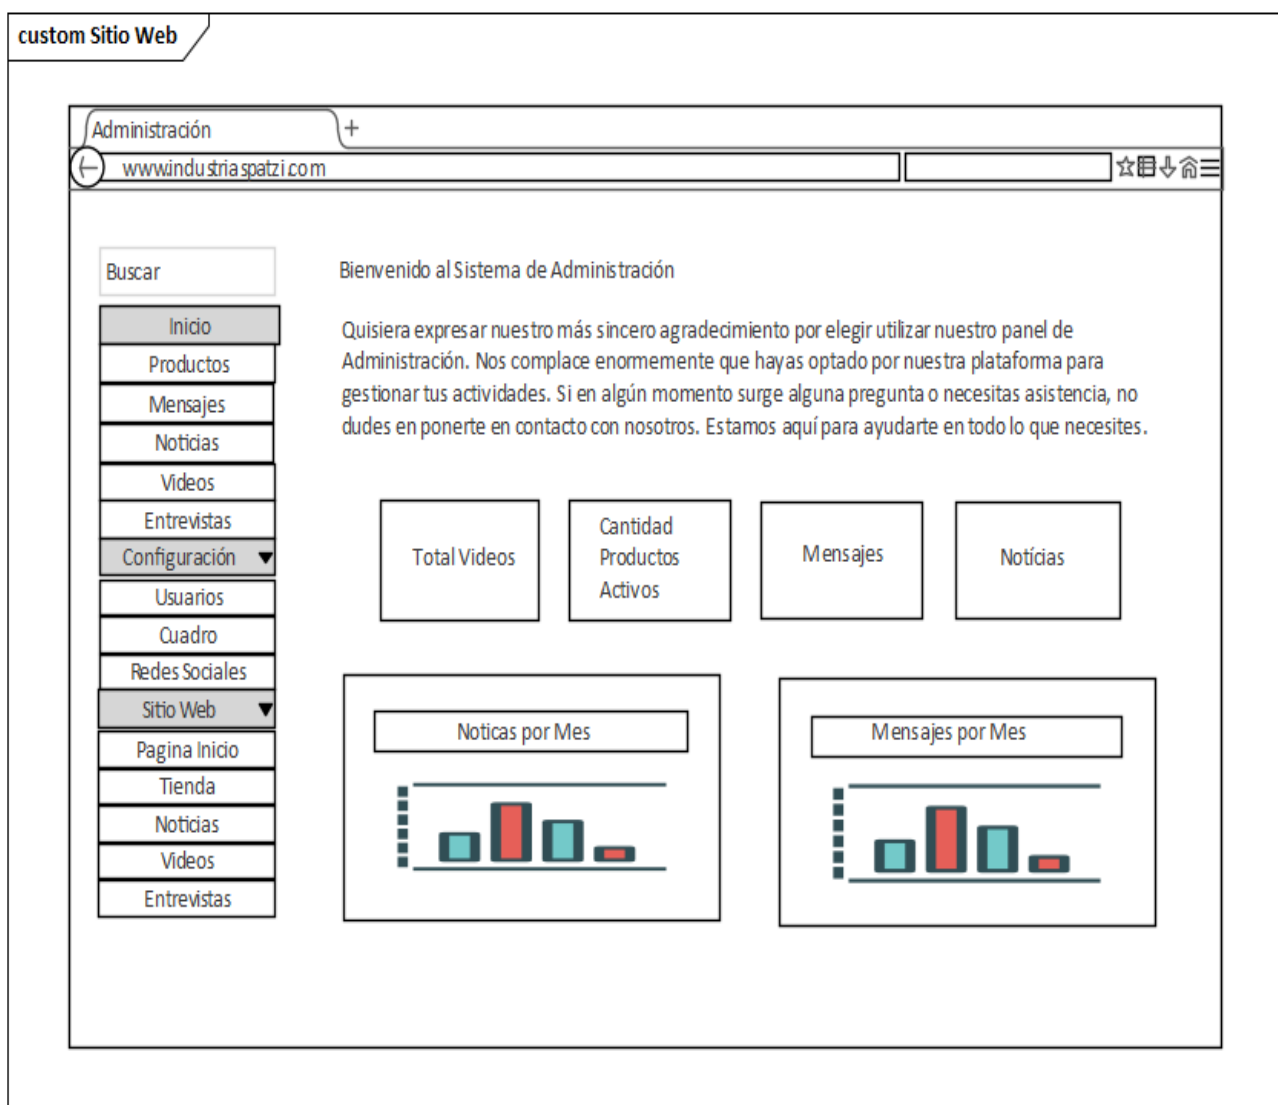 custom Sitio Web
Administración
www.industriaspatzi.com
Buscar
Inicio
Productos
Mensajes
Noticias
Videos
Entrevistas
Configuración
Usuarios
Cuadro
Redes Sociales
Sitio Web
Pagina Inicio
Tienda
Noticias
Videos
Entrevistas
Bienvenido al Sistema de Administración
Quisiera expresar nuestro más sincero agradecimiento por elegir utilizar nuestro panel de
Administración. Nos complace enormemente que hayas optado por nuestra plataforma para
gestionar tus actividades. Si en algún momento surge alguna pregunta o necesitas asistencia, no
dudes en ponerte en contacto con nosotros. Estamos aquí para ayudarte en todo lo que necesites.
Total Videos
Cantidad
Productos
Activos
Mensajes
Notícias
Noticas por Mes
Mensajes por Mes